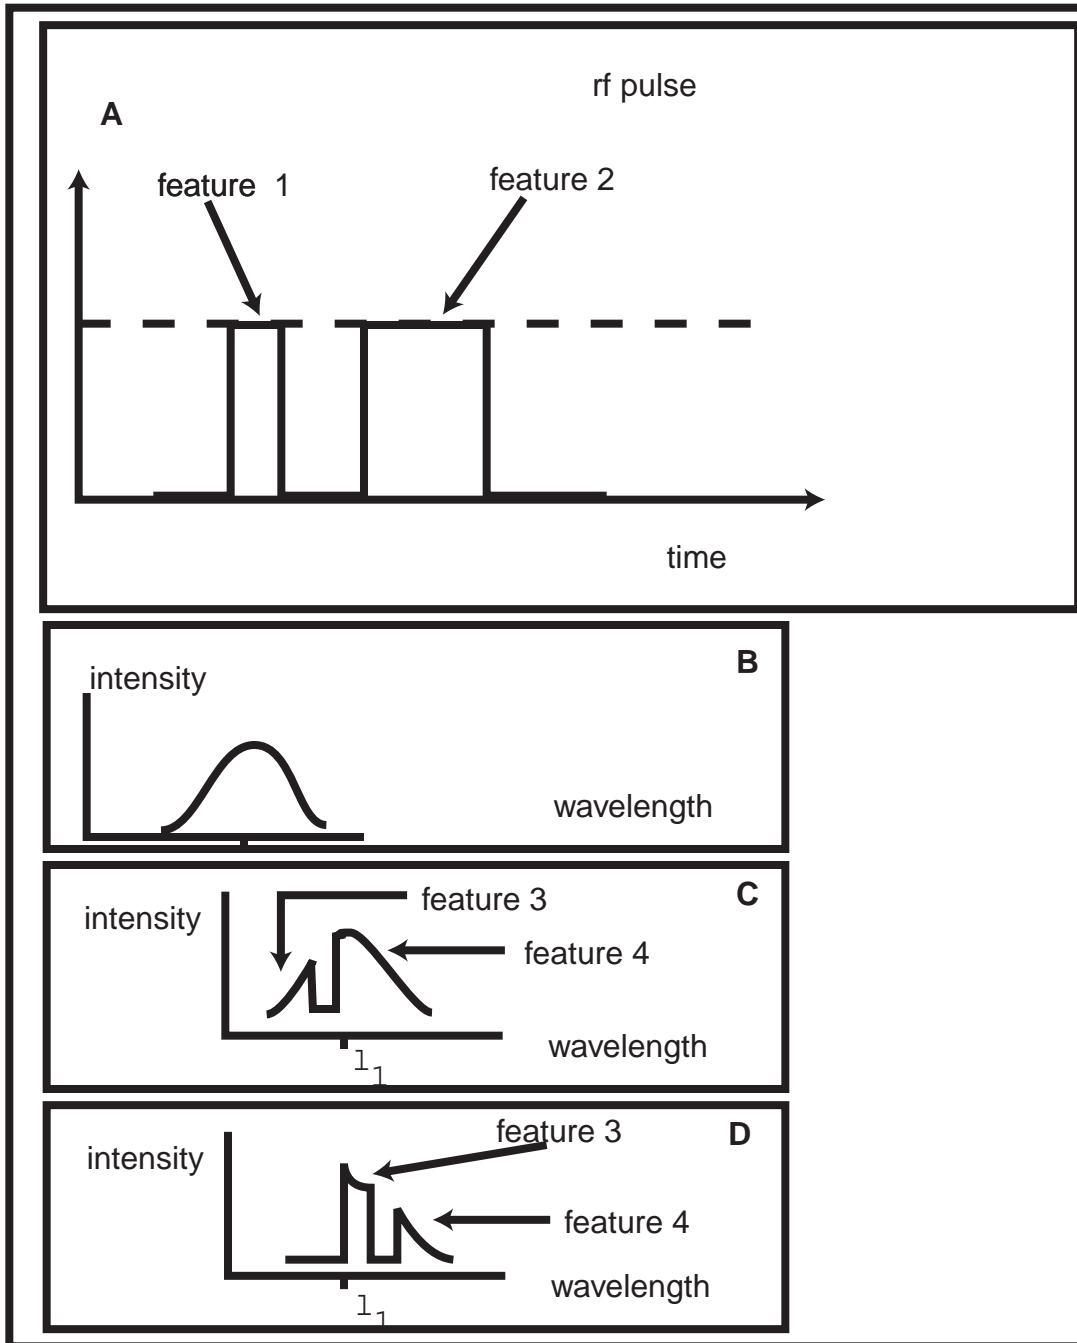 rf pulse
A
feature 1
feature 2
time
B
intensity
wavelength
C
feature 3
intensity
feature 4
wavelength
l1
D
feature 3
intensity
feature 4
wavelength
l1